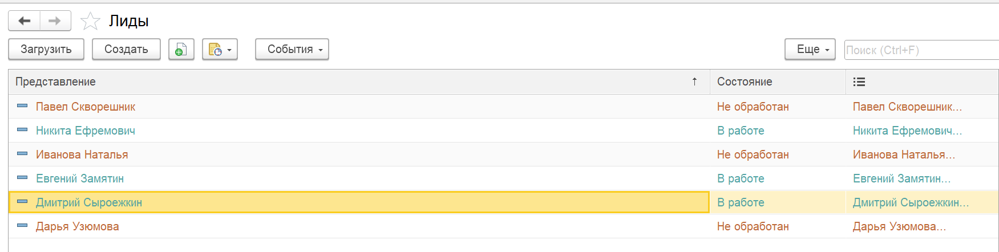 Лиды
Загрузить Создать События Еще Поиск (Ctrl+F)
Представление ↑ Состояние
Павел Скворешник Не обработан Павел Скворешник...
Никита Ефремович В работе Никита Ефремович...
Иванова Наталья Не обработан Иванова Наталья...
Евгений Замятин В работе Евгений Замятин...
Дмитрий Сыроежкин В работе Дмитрий Сыроежкин...
Дарья Узюмова Не обработан Дарья Узюмова...